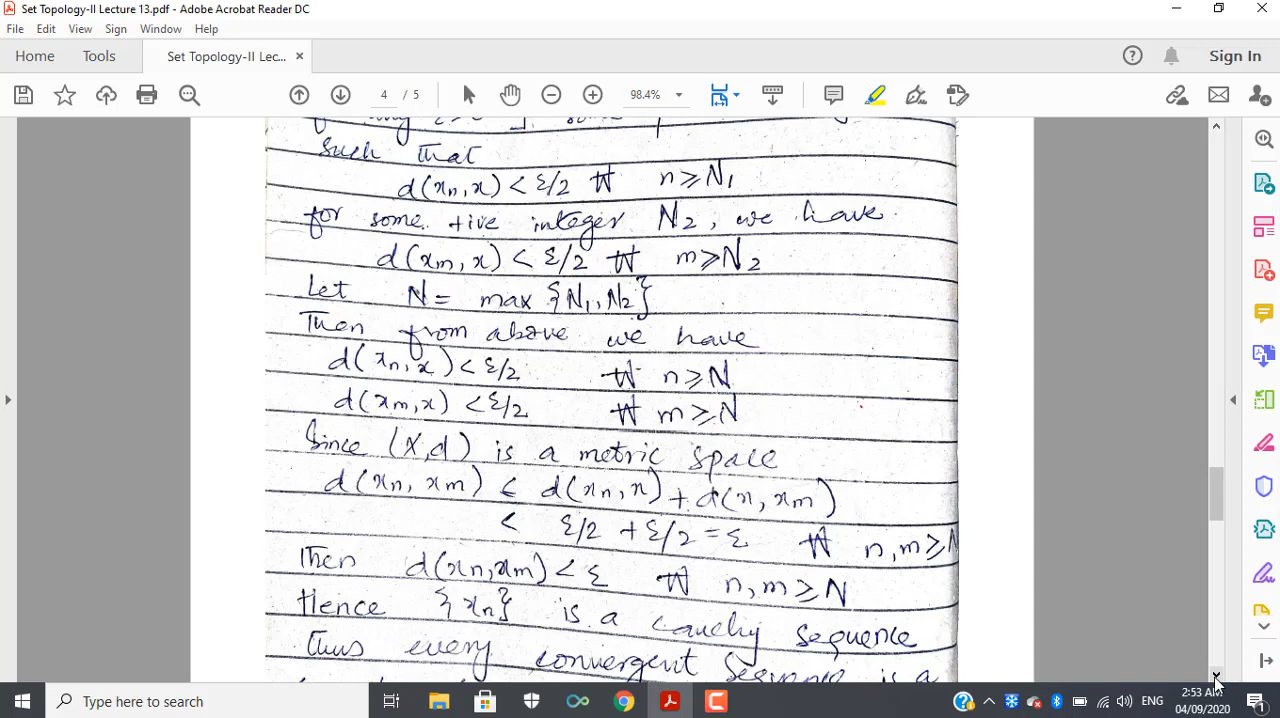 Set Topology-II Lecture 13.pdf - Adobe Acrobat Reader DC
File Edit View Sign Window Help
Home Tools Set Topology-II Lec... × Sign In
4 / 5 98.4%
such that
d(xn, x) < ε/2 ∀ n ≥ N1
for some +ive integer N2, we have
d(xm, x) < ε/2 ∀ m ≥ N2
Let N = max {N1, N2}
Then from above we have
d(xn, x) < ε/2 ∀ n ≥ N
d(xm, x) < ε/2 ∀ m ≥ N
Since (X, d) is a metric space
d(xn, xm) ≤ d(xn, x) + d(x, xm)
< ε/2 + ε/2 = ε ∀ n, m ≥ N
Then d(xn, xm) < ε ∀ n, m ≥ N
Hence {xn} is a cauchy sequence
Thus every convergent sequence is a
Type here to search
ENG
2:53 AM
04/09/2020
1